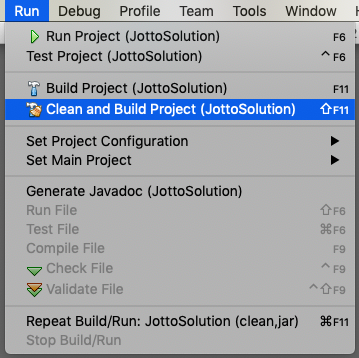 Run Debug Profile Team Tools Window
Run Project (JottoSolution) F6
Test Project (JottoSolution) ^F6
Build Project (JottoSolution) F11
Clean and Build Project (JottoSolution) ⇧F11
Set Project Configuration ▶
Set Main Project ▶
Generate Javadoc (JottoSolution)
Run File ⇧F6
Test File ⌘F6
Compile File F9
Check File ^F9
Validate File ^⇧F9
Repeat Build/Run: JottoSolution (clean,jar) ⌘F11
Stop Build/Run